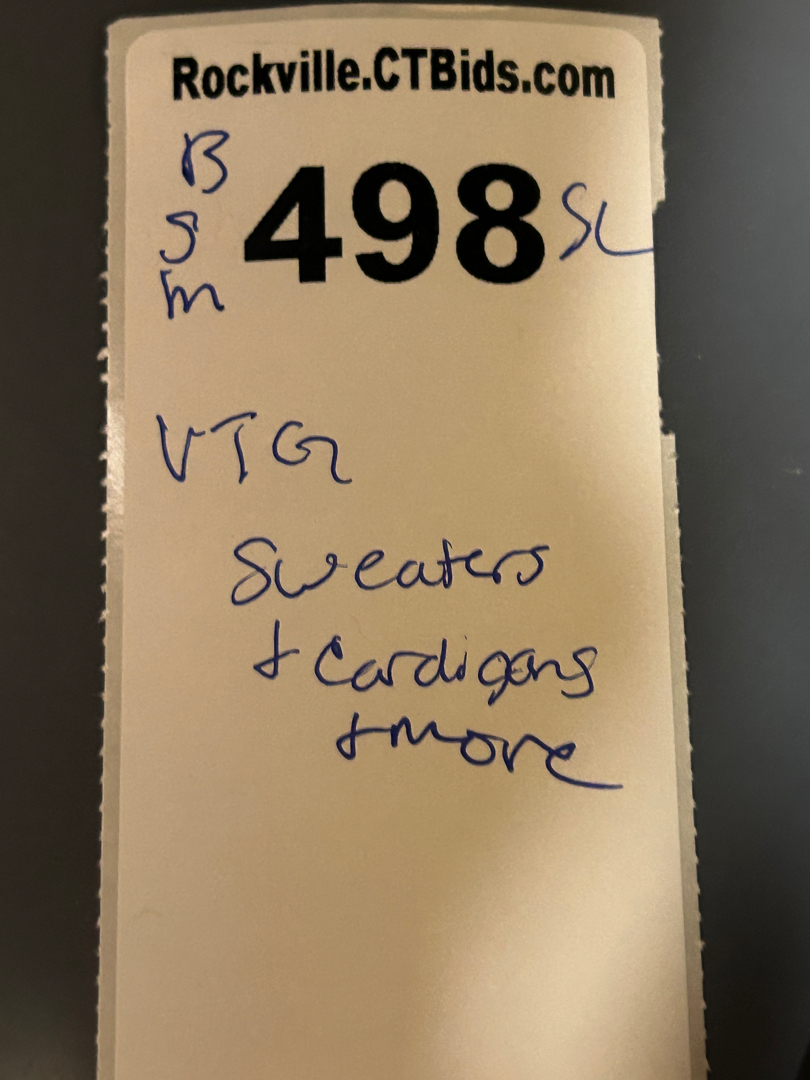 Rockville.CTBids.com
B
S
m
498 SL
VTG
Sweaters
+ Cardigans
+ more